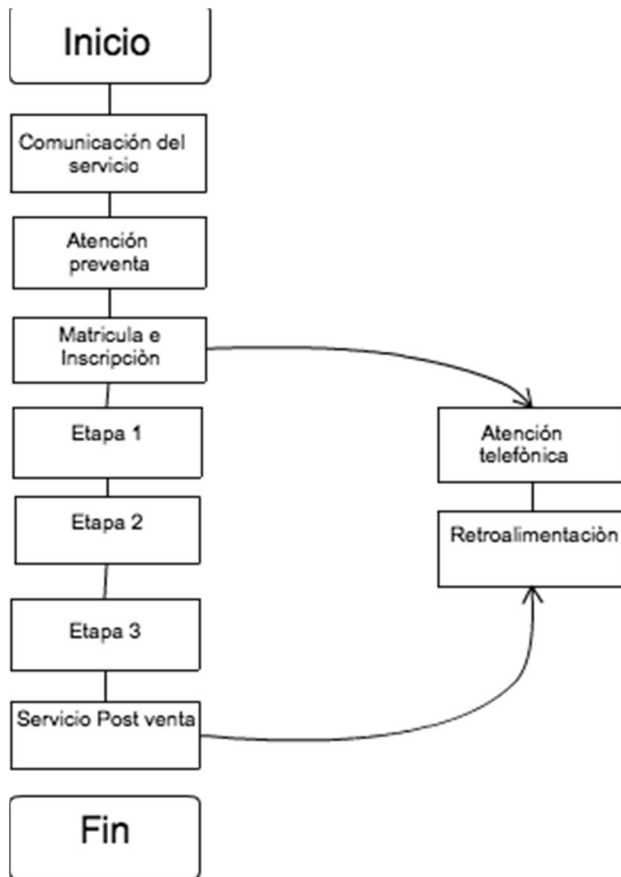 Inicio
Comunicación del
servicio
Atención
preventa
Matricula e
Inscripciòn
Etapa 1
Etapa 2
Etapa 3
Servicio Post venta
Fin
Atención
telefònica
Retroalimentaciòn